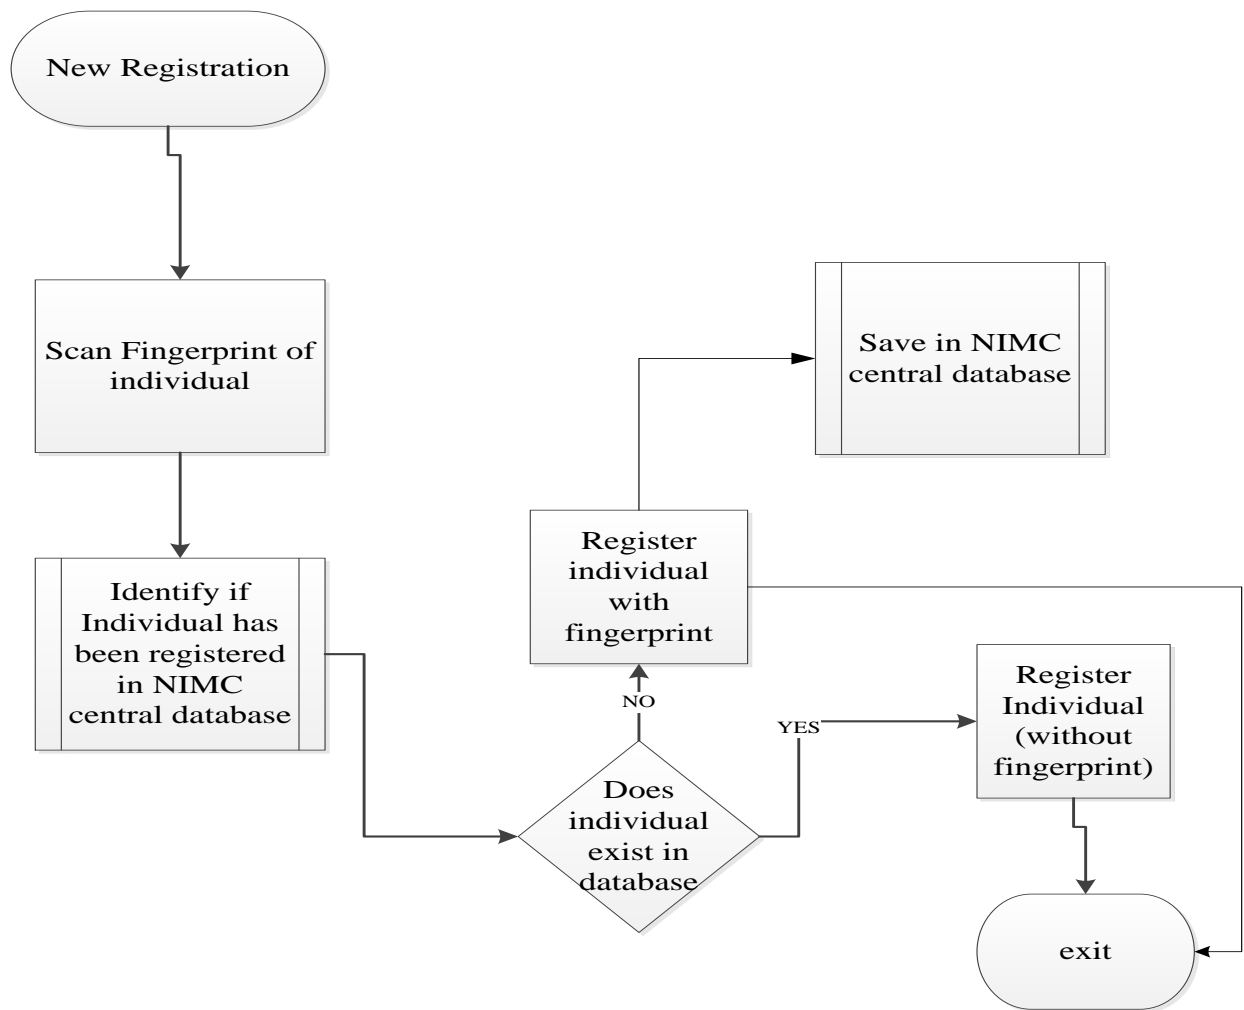 New Registration
Scan Fingerprint of
individual
Identify if
Individual has
been registered
in NIMC
central database
Does
individual
exist in
database
NO
Register
individual
with
fingerprint
Save in NIMC
central database
YES
Register
Individual
(without
fingerprint)
exit